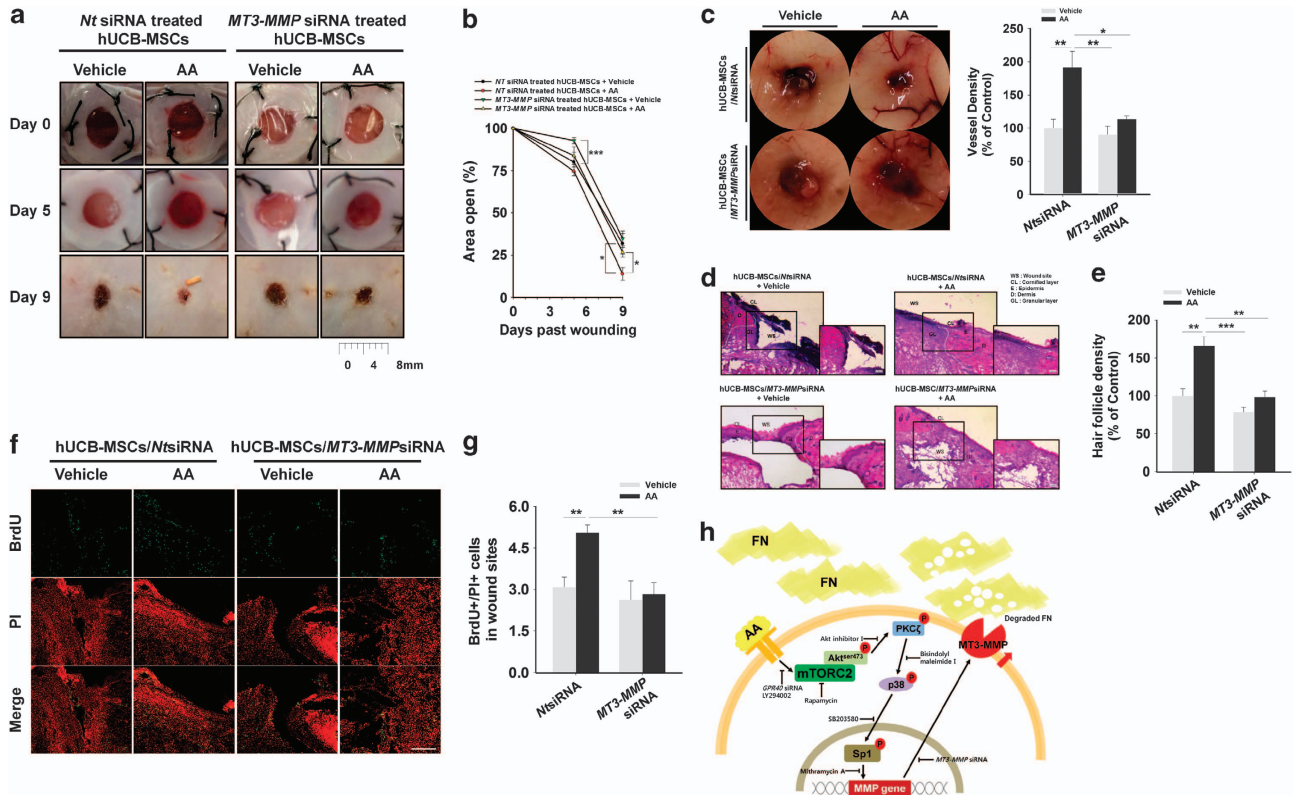 a
Nt siRNA treated
hUCB-MSCs
MT3-MMP siRNA treated
hUCB-MSCs
Vehicle
AA
Vehicle
AA
Day 0
Day 5
Day 9
0 4 8mm
b
NT siRNA treated hUCB-MSCs + Vehicle
NT siRNA treated hUCB-MSCs + AA
MT3-MMP siRNA treated hUCB-MSCs + Vehicle
MT3-MMP siRNA treated hUCB-MSCs + AA
Area open (%)
100
75
50
25
0
***
*
*
0 3 6 9
Days past wounding
c
Vehicle
AA
hUCB-MSCs
/NtsiRNA
hUCB-MSCs
/MT3-MMPsiRNA
Vehicle
AA
Vessel Density
(% of Control)
250
200
150
100
50
0
*
**
**
NtsiRNA
MT3-MMP
siRNA
d
hUCB-MSCs/NtsiRNA
+ Vehicle
hUCB-MSCs/NtsiRNA
+ AA
WS : Wound site
CL : Cornified layer
E : Epidermis
D: Dermis
GL : Granular layer
CL
D
GL
WS
WS
CL
GL
E
D
hUCB-MSCs/MT3-MMPsiRNA
+ Vehicle
hUCB-MSC/MT3-MMPsiRNA
+ AA
WS
CL
WS
e
Vehicle
AA
Hair follicle density
(% of Control)
200
150
100
50
0
**
**
***
NtsiRNA
MT3-MMP
siRNA
f
hUCB-MSCs/NtsiRNA
hUCB-MSCs/MT3-MMPsiRNA
Vehicle
AA
Vehicle
AA
BrdU
PI
Merge
g
Vehicle
AA
BrdU+/PI+ cells
in wound sites
6.0
4.5
3.0
1.5
0.0
**
**
NtsiRNA
MT3-MMP
siRNA
h
FN
FN
Degraded FN
AA
Akt inhibitor I
PKCζ
P
MT3-MMP
Akt ser473
P
mTORC2
Bisindolyl
maleimide I
GPR40 siRNA
LY294002
Rapamycin
p38
P
SB203580
Sp1
P
Mithramycin A
MT3-MMP siRNA
MMP gene